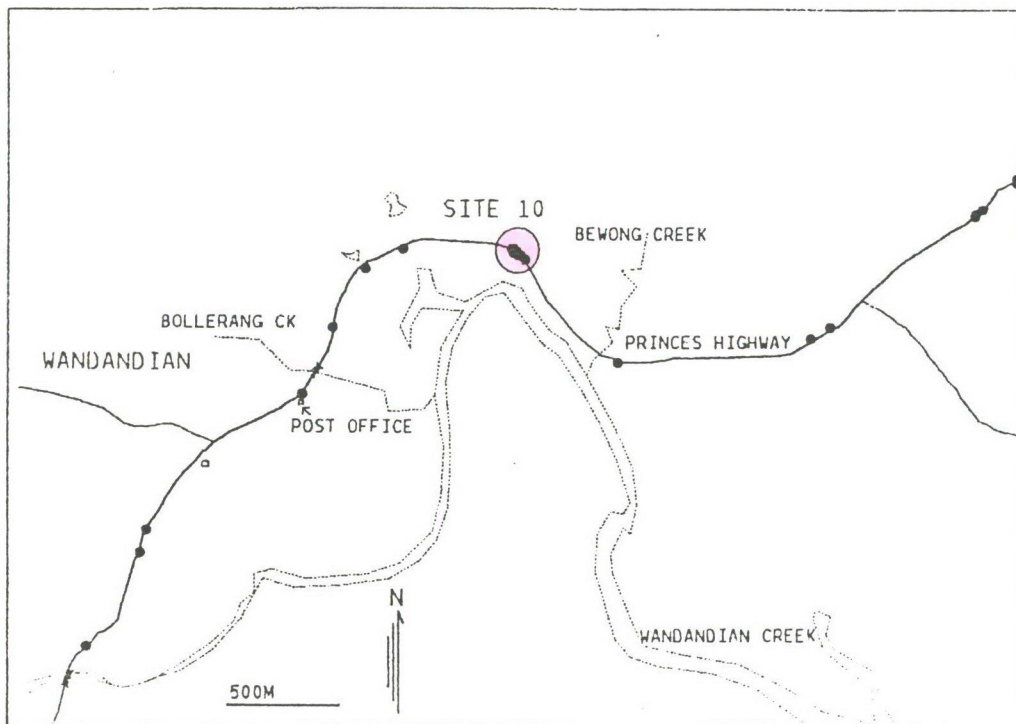 SITE 10
BEWONG CREEK
BOLLERANG CK
PRINCES HIGHWAY
WANDANDIAN
POST OFFICE
N
WANDANDIAN CREEK
500M